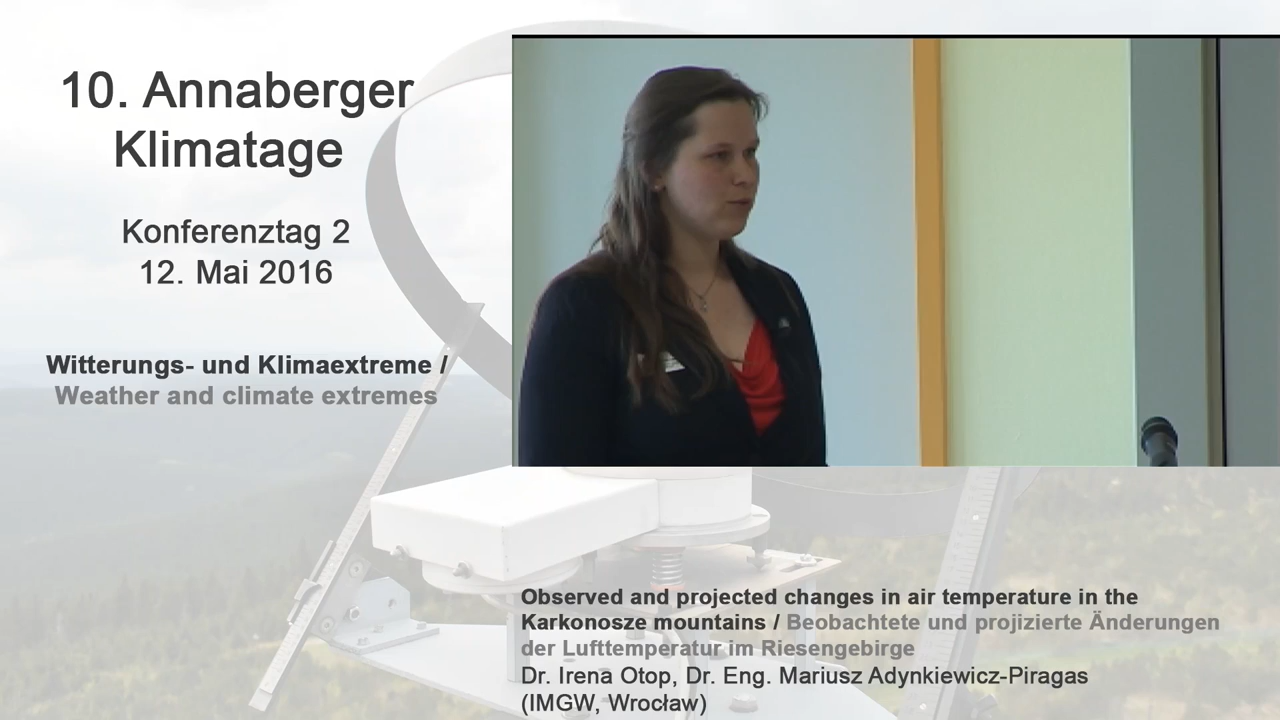 10. Annaberger
Klimatage
Konferenztag 2
12. Mai 2016
Witterungs- und Klimaextreme /
Weather and climate extremes
Observed and projected changes in air temperature in the
Karkonosze mountains / Beobachtete und projizierte Änderungen
der Lufttemperatur im Riesengebirge
Dr. Irena Otop, Dr. Eng. Mariusz Adynkiewicz-Piragas
(IMGW, Wrocław)